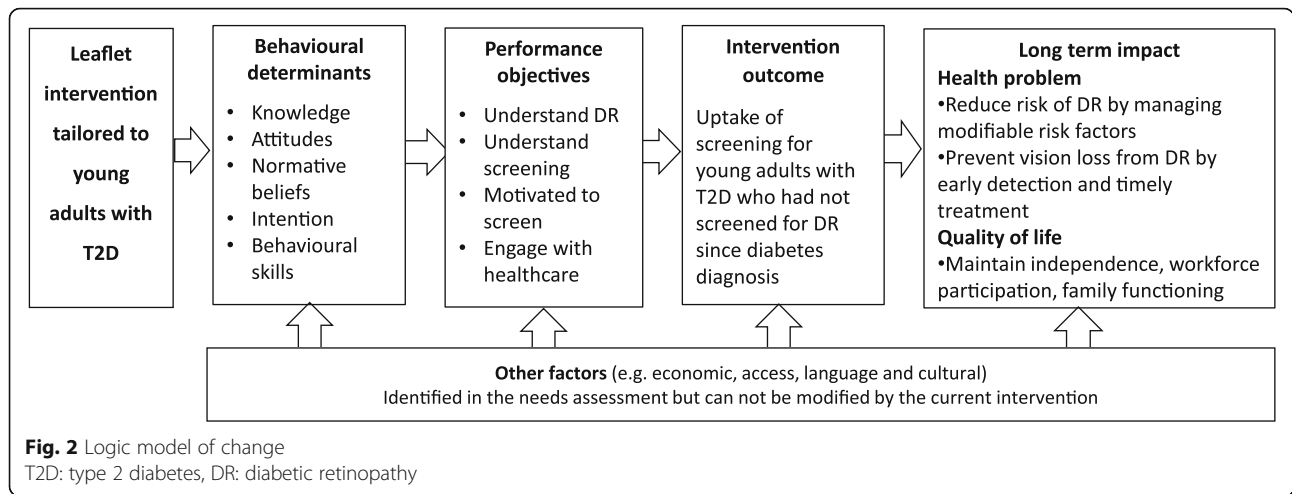 Leaflet
intervention
tailored to
young
adults with
T2D
Behavioural
determinants
• Knowledge
• Attitudes
• Normative
beliefs
• Intention
• Behavioural
skills
Performance
objectives
• Understand DR
• Understand
screening
• Motivated to
screen
• Engage with
healthcare
Intervention
outcome
Uptake of
screening for
young adults with
T2D who had not
screened for DR
since diabetes
diagnosis
Long term impact
Health problem
•Reduce risk of DR by managing
modifiable risk factors
•Prevent vision loss from DR by
early detection and timely
treatment
Quality of life
•Maintain independence, workforce
participation, family functioning
Other factors (e.g. economic, access, language and cultural)
Identified in the needs assessment but can not be modified by the current intervention
Fig. 2 Logic model of change
T2D: type 2 diabetes, DR: diabetic retinopathy